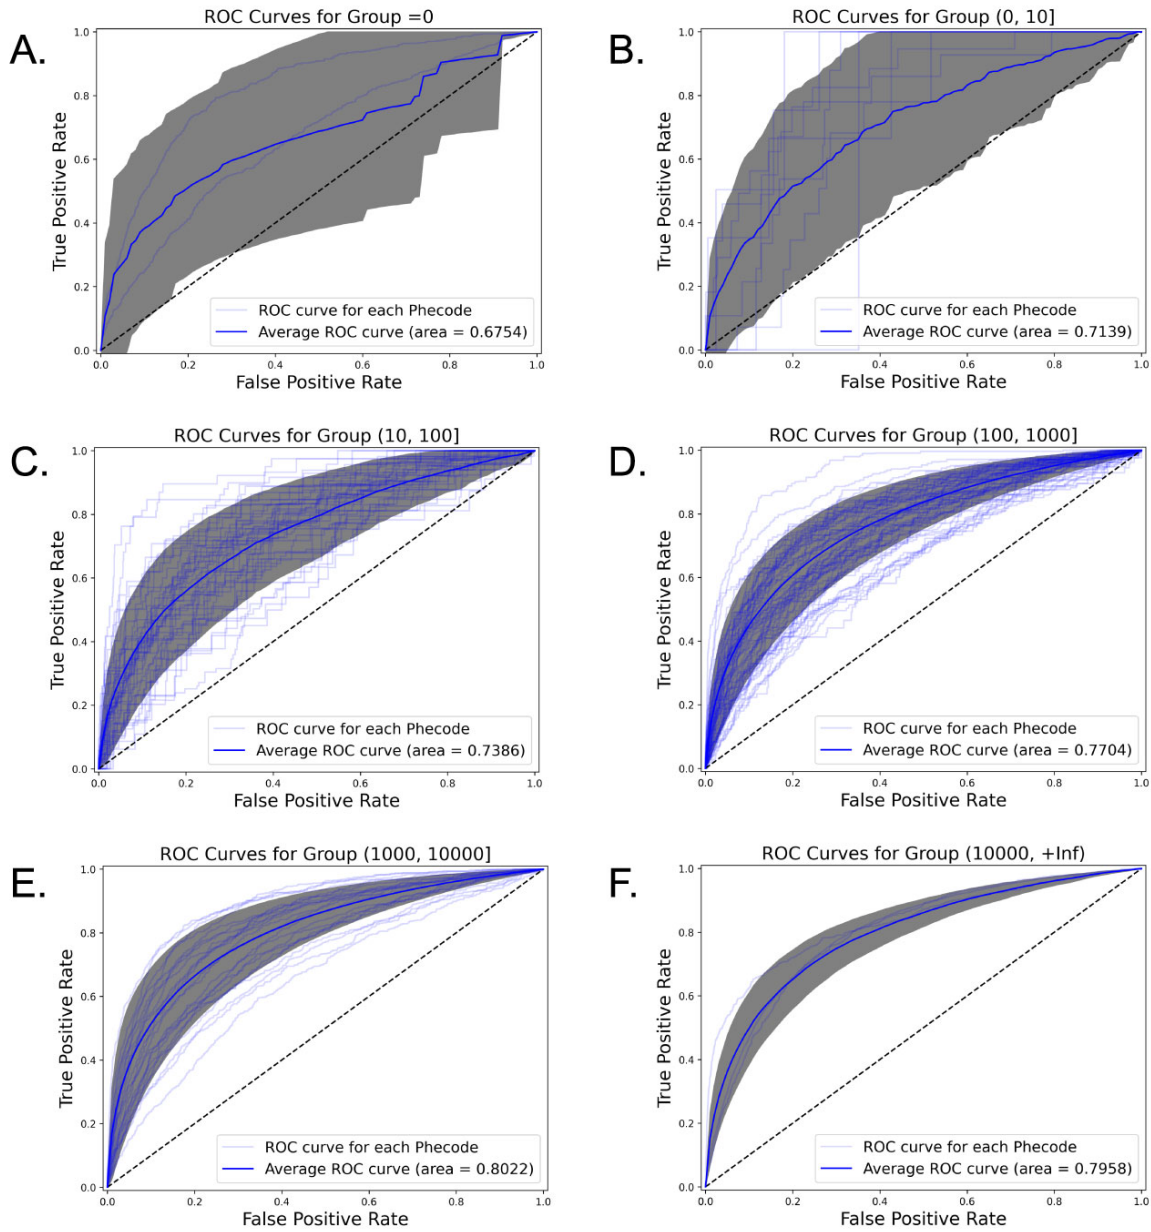 A.
ROC Curves for Group =0
True Positive Rate
1.0
0.8
0.6
0.4
0.2
0.0
0.0 0.2 0.4 0.6 0.8 1.0
False Positive Rate
ROC curve for each Phecode
Average ROC curve (area = 0.6754)
B.
ROC Curves for Group (0, 10]
True Positive Rate
1.0
0.8
0.6
0.4
0.2
0.0
0.0 0.2 0.4 0.6 0.8 1.0
False Positive Rate
ROC curve for each Phecode
Average ROC curve (area = 0.7139)
C.
ROC Curves for Group (10, 100]
True Positive Rate
1.0
0.8
0.6
0.4
0.2
0.0
0.0 0.2 0.4 0.6 0.8 1.0
False Positive Rate
ROC curve for each Phecode
Average ROC curve (area = 0.7386)
D.
ROC Curves for Group (100, 1000]
True Positive Rate
1.0
0.8
0.6
0.4
0.2
0.0
0.0 0.2 0.4 0.6 0.8 1.0
False Positive Rate
ROC curve for each Phecode
Average ROC curve (area = 0.7704)
E.
ROC Curves for Group (1000, 10000]
True Positive Rate
1.0
0.8
0.6
0.4
0.2
0.0
0.0 0.2 0.4 0.6 0.8 1.0
False Positive Rate
ROC curve for each Phecode
Average ROC curve (area = 0.8022)
F.
ROC Curves for Group (10000, +Inf)
True Positive Rate
1.0
0.8
0.6
0.4
0.2
0.0
0.0 0.2 0.4 0.6 0.8 1.0
False Positive Rate
ROC curve for each Phecode
Average ROC curve (area = 0.7958)